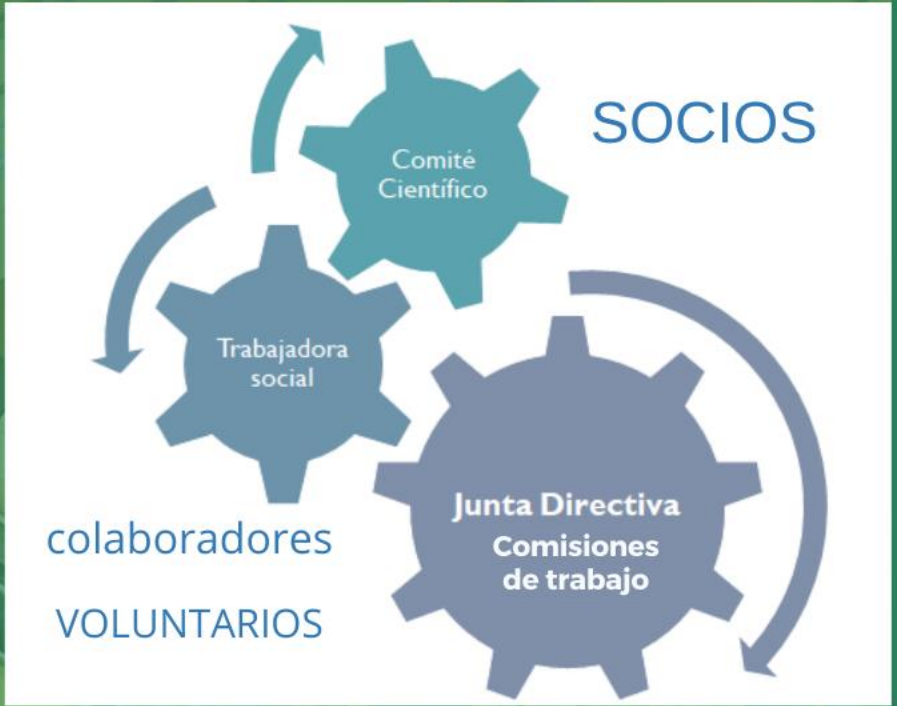 SOCIOS
Comité
Científico
Trabajadora
social
Junta Directiva
Comisiones
de trabajo
colaboradores
VOLUNTARIOS